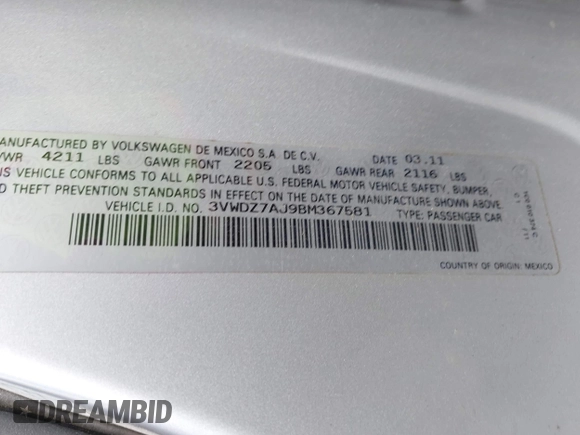 ANUFACTURED BY VOLKSWAGEN DE MEXICO S.A. DE C.V. DATE 03.11
VWR 4211 LBS GAWR FRONT 2205 LBS GAWR REAR 2116 LBS
IS VEHICLE CONFORMS TO ALL APPLICABLE U.S. FEDERAL MOTOR VEHICLE SAFETY, BUMPER,
D THEFT PREVENTION STANDARDS IN EFFECT ON THE DATE OF MANUFACTURE SHOWN ABOVE
VEHICLE I.D. NO. 3VWDZ7AJ9BM367581 TYPE: PASSENGER CAR
COUNTRY OF ORIGIN: MEXICO
DREAMBID